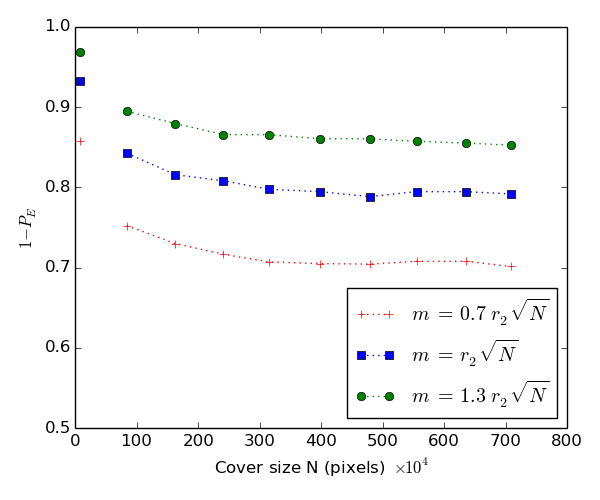 1.0
0.9
0.8
0.7
0.6
0.5
1−P_E
0 100 200 300 400 500 600 700 800
Cover size N (pixels) ×10^4
m = 0.7 r_2 √N
m = r_2 √N
m = 1.3 r_2 √N